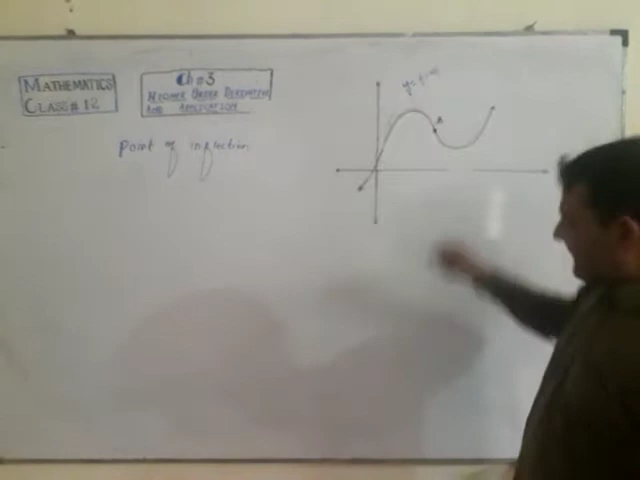 MATHEMATICS
CLASS # 12
Ch # 3
HIGHER ORDER DERIVATIVE
AND APPLICATION
Point of inflection
y=f(x)
A